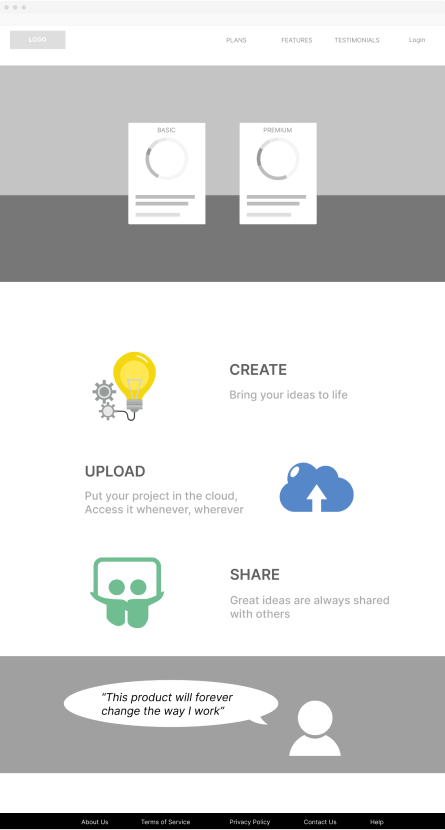 LOGO
PLANS FEATURES TESTIMONIALS Login
BASIC PREMIUM
CREATE
Bring your ideas to life
UPLOAD
Put your project in the cloud,
Access it whenever, wherever
SHARE
Great ideas are always shared
with others
“This product will forever
change the way I work”
About Us Terms of Service Privacy Policy Contact Us Help